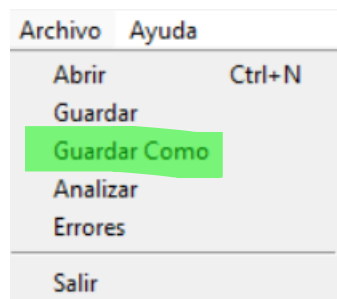 Archivo Ayuda
Abrir Ctrl+N
Guardar
Guardar Como
Analizar
Errores
Salir